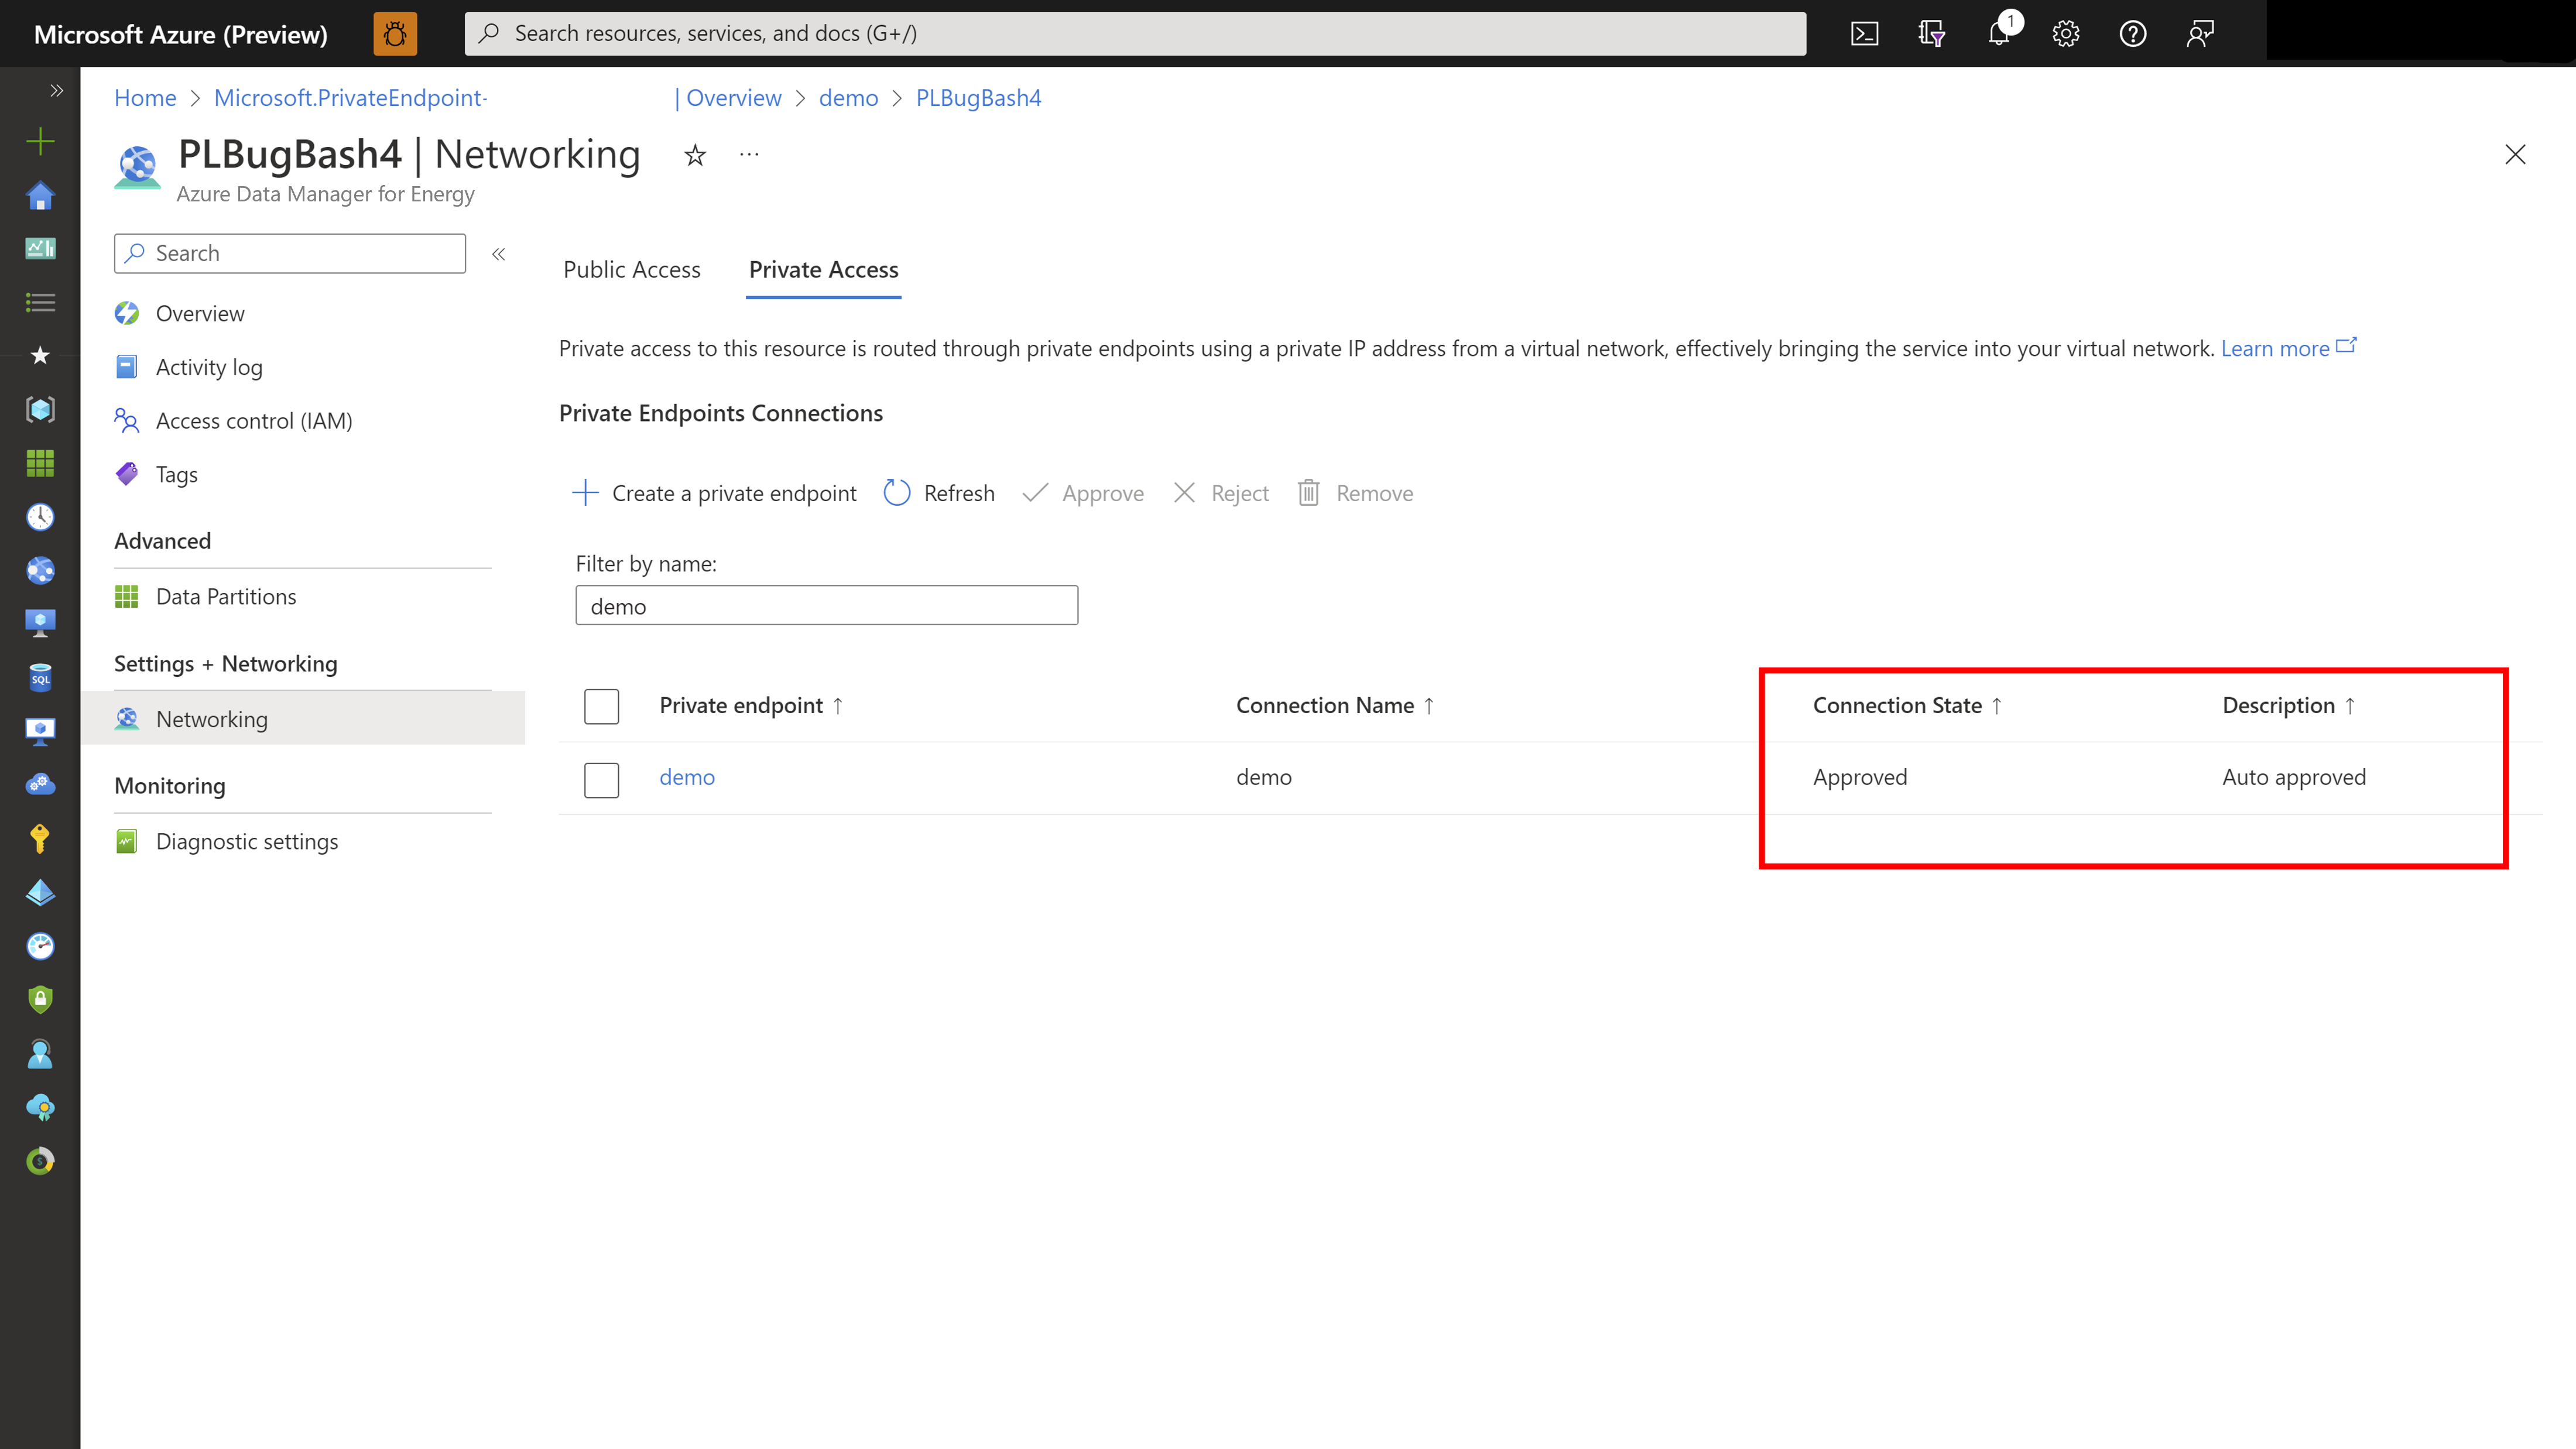 Microsoft Azure (Preview)
Search resources, services, and docs (G+/)
1
Home > Microsoft.PrivateEndpoint- | Overview > demo > PLBugBash4
PLBugBash4 | Networking
Azure Data Manager for Energy
Search
Overview
Activity log
Access control (IAM)
Tags
Advanced
Data Partitions
Settings + Networking
Networking
Monitoring
Diagnostic settings
Public Access Private Access
Private access to this resource is routed through private endpoints using a private IP address from a virtual network, effectively bringing the service into your virtual network. Learn more
Private Endpoints Connections
Create a private endpoint Refresh Approve Reject Remove
Filter by name:
demo
Private endpoint ↑ Connection Name ↑ Connection State ↑ Description ↑
demo demo Approved Auto approved
SQL